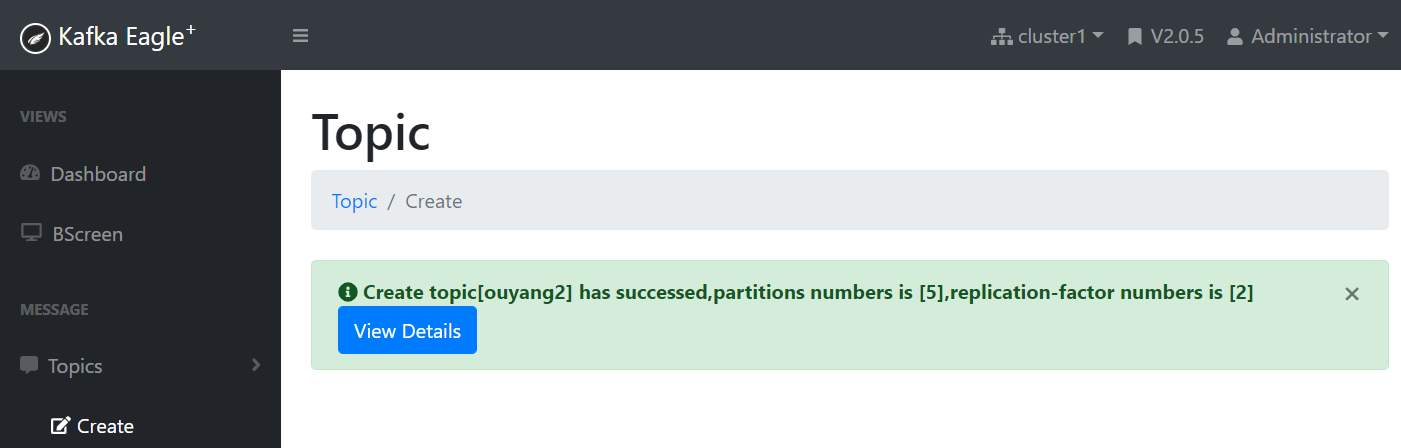 Kafka Eagle+
cluster1
V2.0.5
Administrator
VIEWS
Dashboard
BScreen
MESSAGE
Topics
Create
Topic
Topic / Create
Create topic[ouyang2] has successed,partitions numbers is [5],replication-factor numbers is [2]
×
View Details